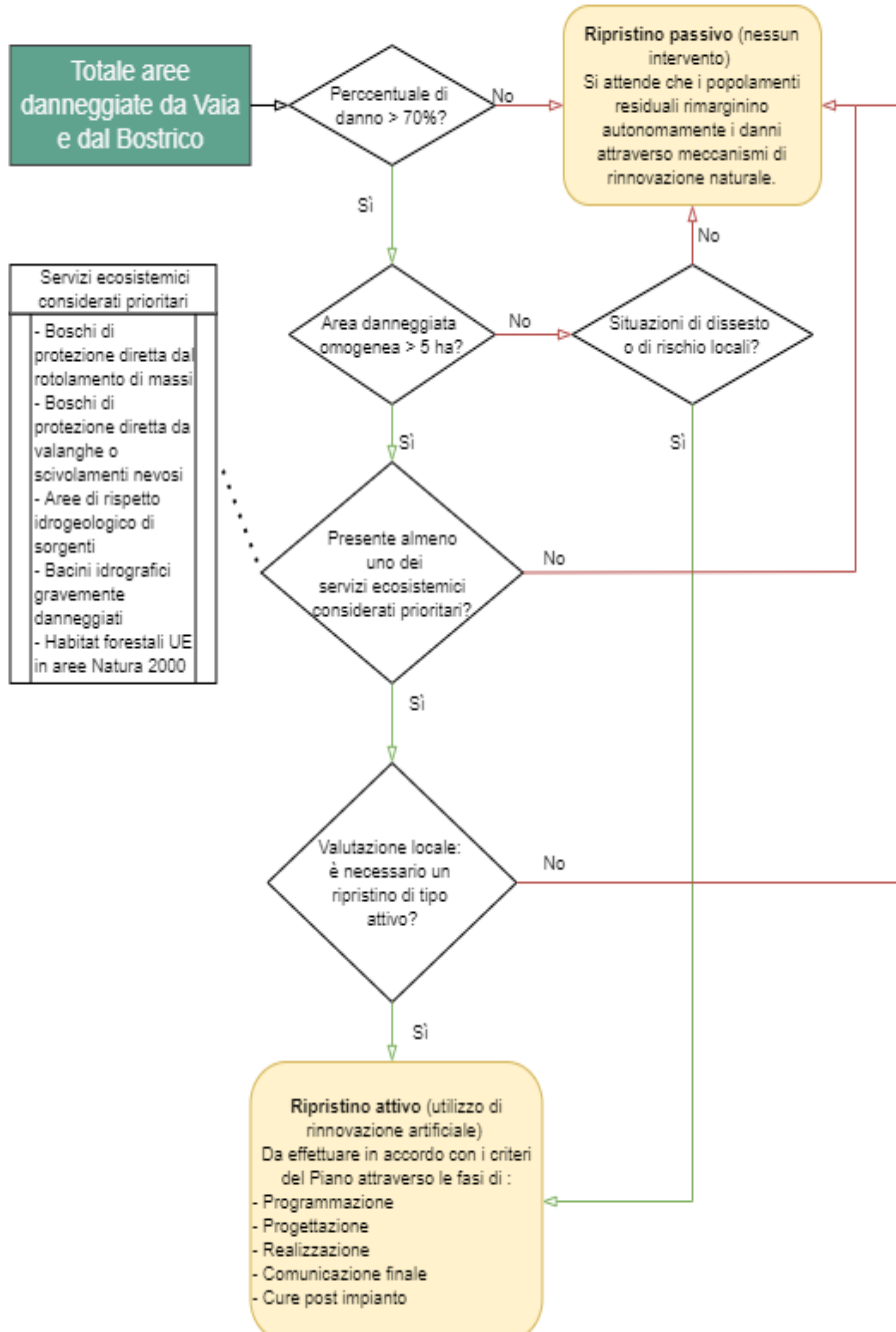 Totale aree
danneggiate da Vaia
e dal Bostrico
Perccentuale di
danno > 70%?
No
Ripristino passivo (nessun
intervento)
Si attende che i popolamenti
residuali rimarginino
autonomamente i danni
attraverso meccanismi di
rinnovazione naturale.
Sì
No
Servizi ecosistemici
considerati prioritari
- Boschi di
protezione diretta dal
rotolamento di massi
- Boschi di
protezione diretta da
valanghe o
scivolamenti nevosi
- Aree di rispetto
idrogeologico di
sorgenti
- Bacini idrografici
gravemente
danneggiati
- Habitat forestali UE
in aree Natura 2000
Area danneggiata
omogenea > 5 ha?
No
Situazioni di dissesto
o di rischio locali?
Sì
Sì
Presente almeno
uno dei
servizi ecosistemici
considerati prioritari?
No
Sì
Valutazione locale:
è necessario un
ripristino di tipo
attivo?
No
Sì
Ripristino attivo (utilizzo di
rinnovazione artificiale)
Da effettuare in accordo con i criteri
del Piano attraverso le fasi di :
- Programmazione
- Progettazione
- Realizzazione
- Comunicazione finale
- Cure post impianto